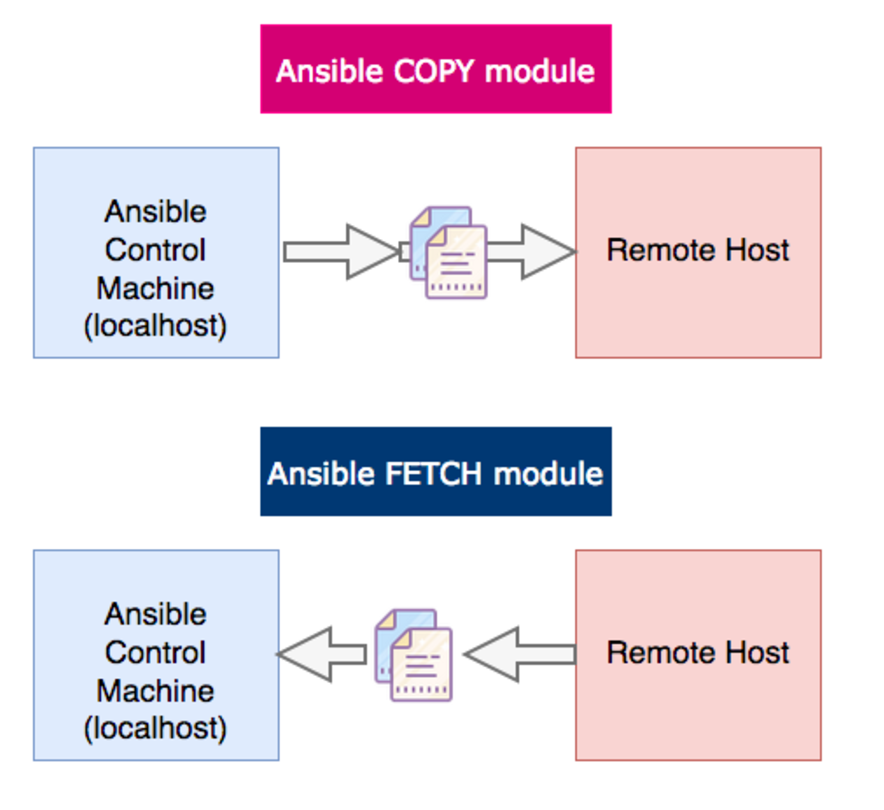 Ansible COPY module
Ansible
Control
Machine
(localhost)
Remote Host
Ansible FETCH module
Ansible
Control
Machine
(localhost)
Remote Host